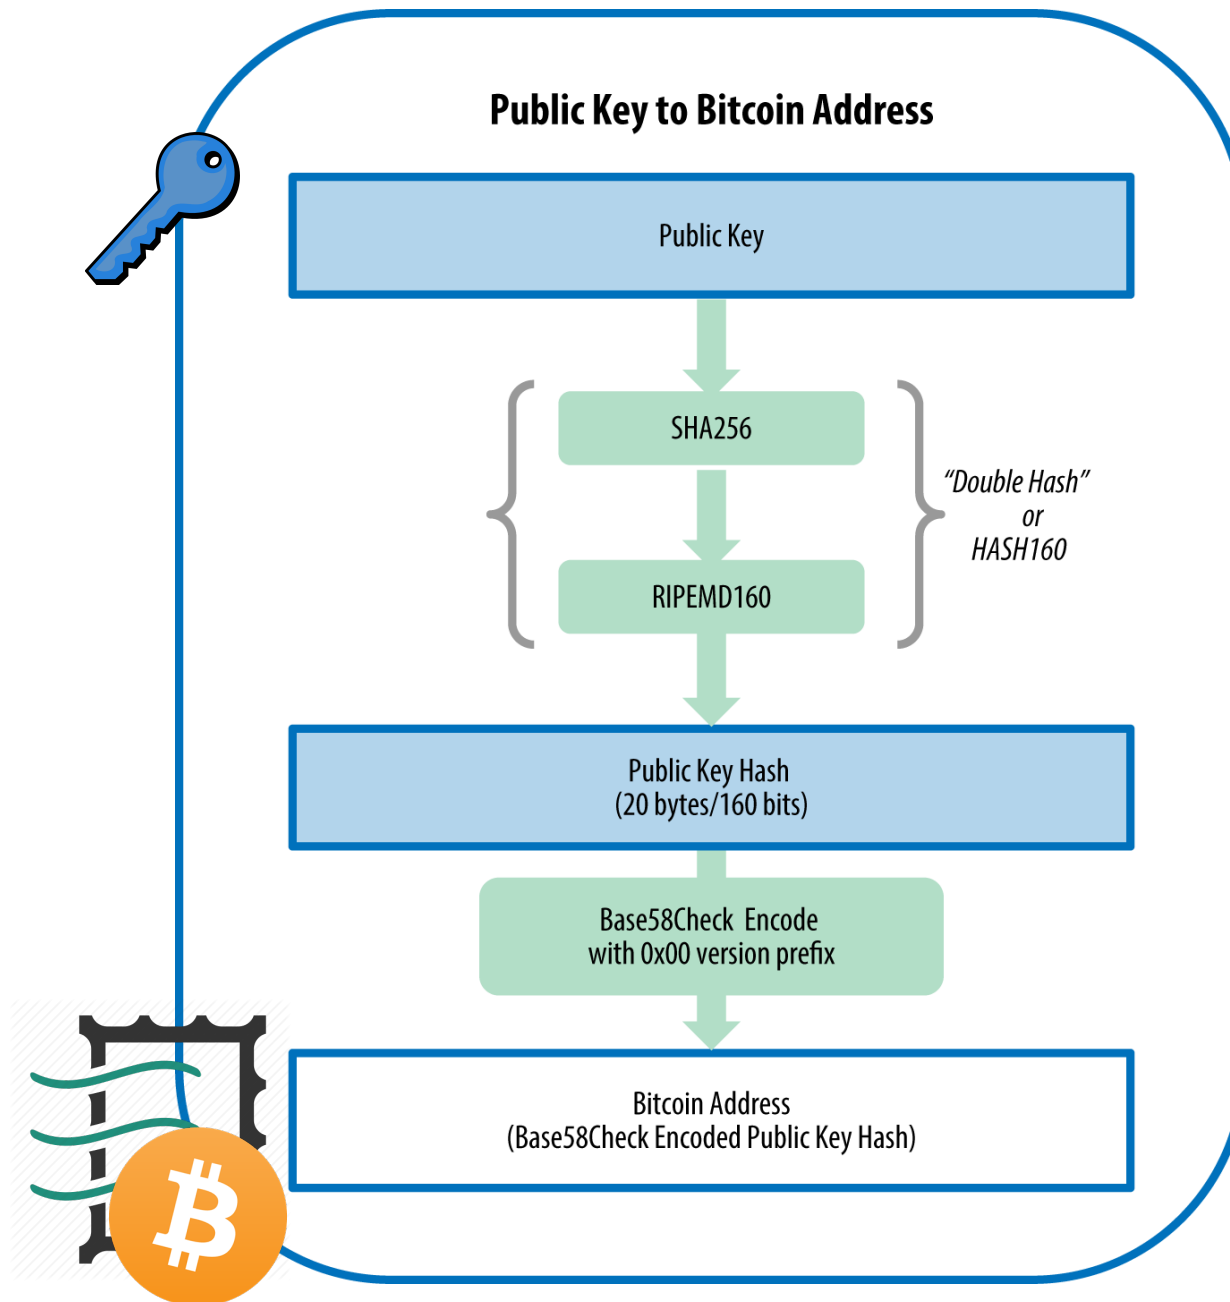 Public Key to Bitcoin Address
Public Key
SHA256
“Double Hash”
or
HASH160
RIPEMD160
Public Key Hash
(20 bytes/160 bits)
Base58Check Encode
with 0x00 version prefix
Bitcoin Address
(Base58Check Encoded Public Key Hash)